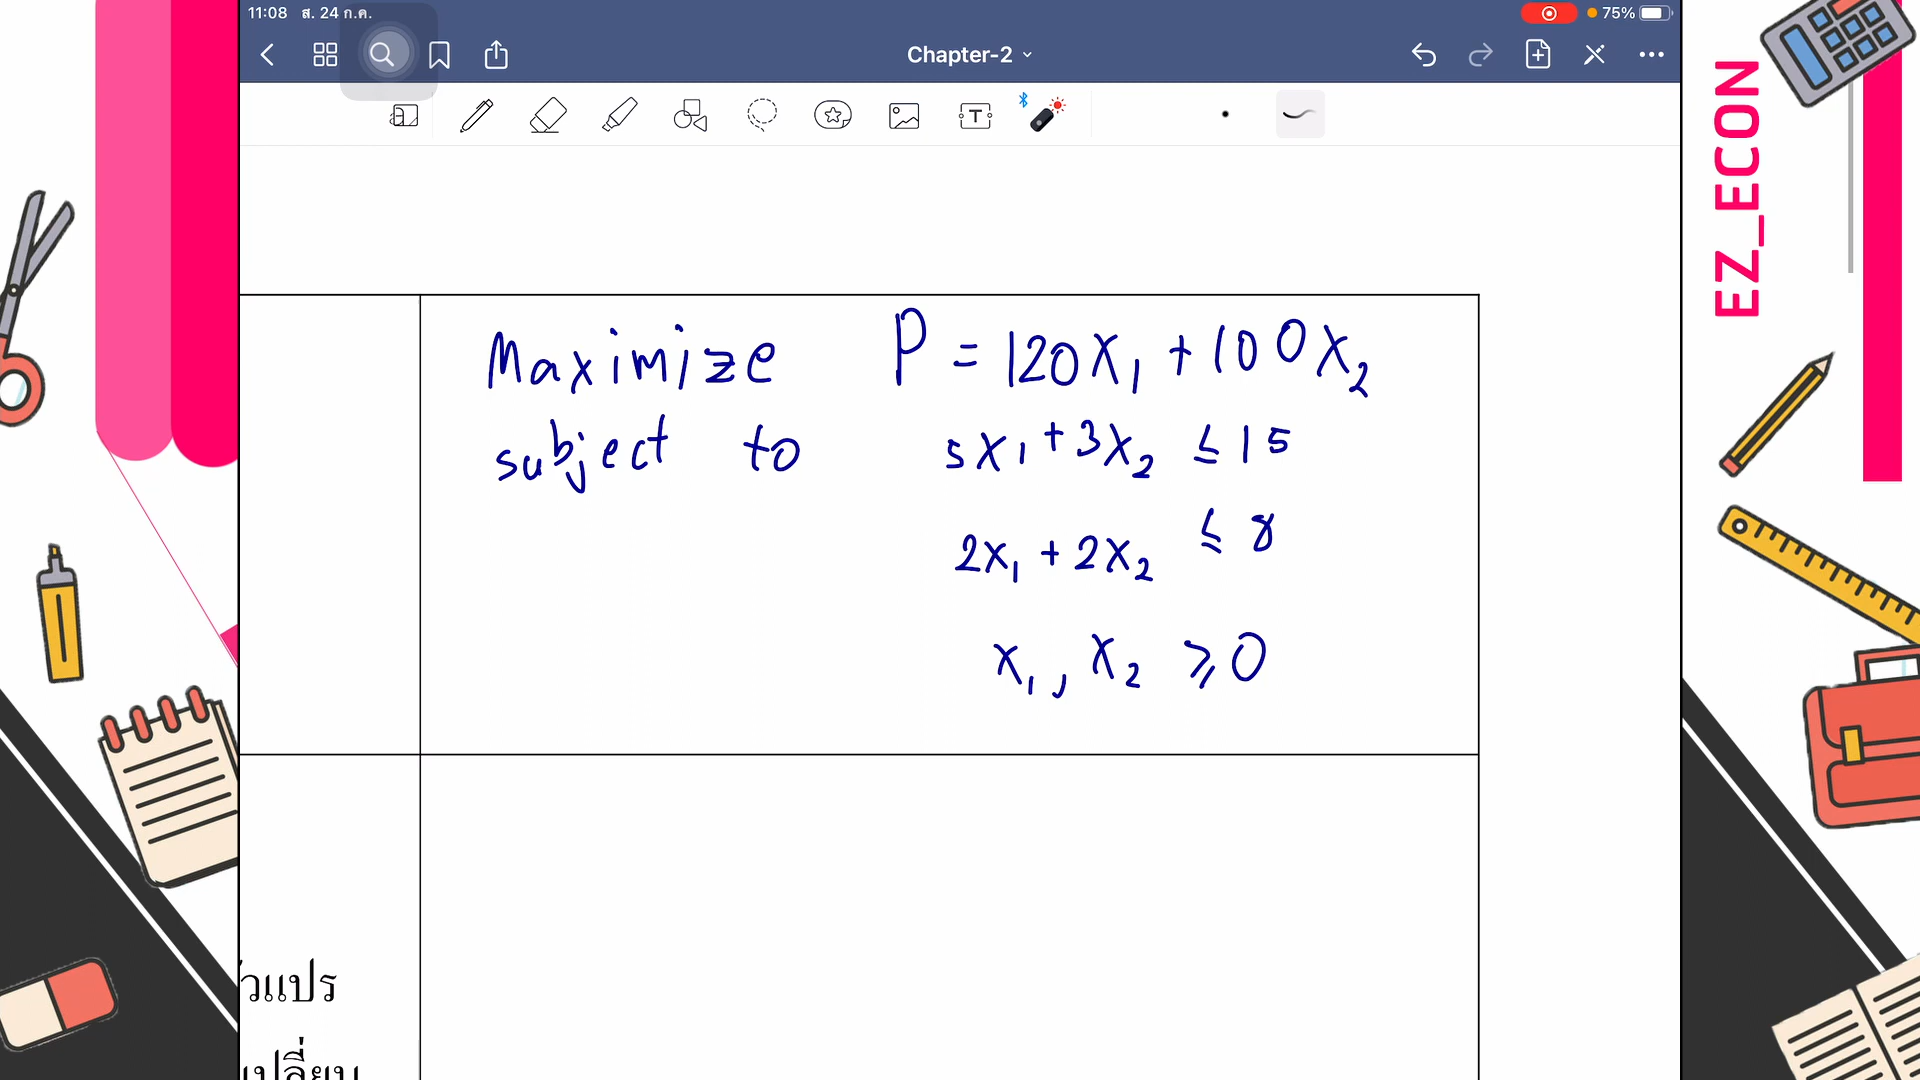 11:08 ส. 24 ก.ค.
75%
Chapter-2
T
EZ_ECON
Maximize P = 120X₁ + 100X₂
subject to 5X₁ + 3X₂ ≤ 15
2X₁ + 2X₂ ≤ 8
X₁, X₂ ≥ 0